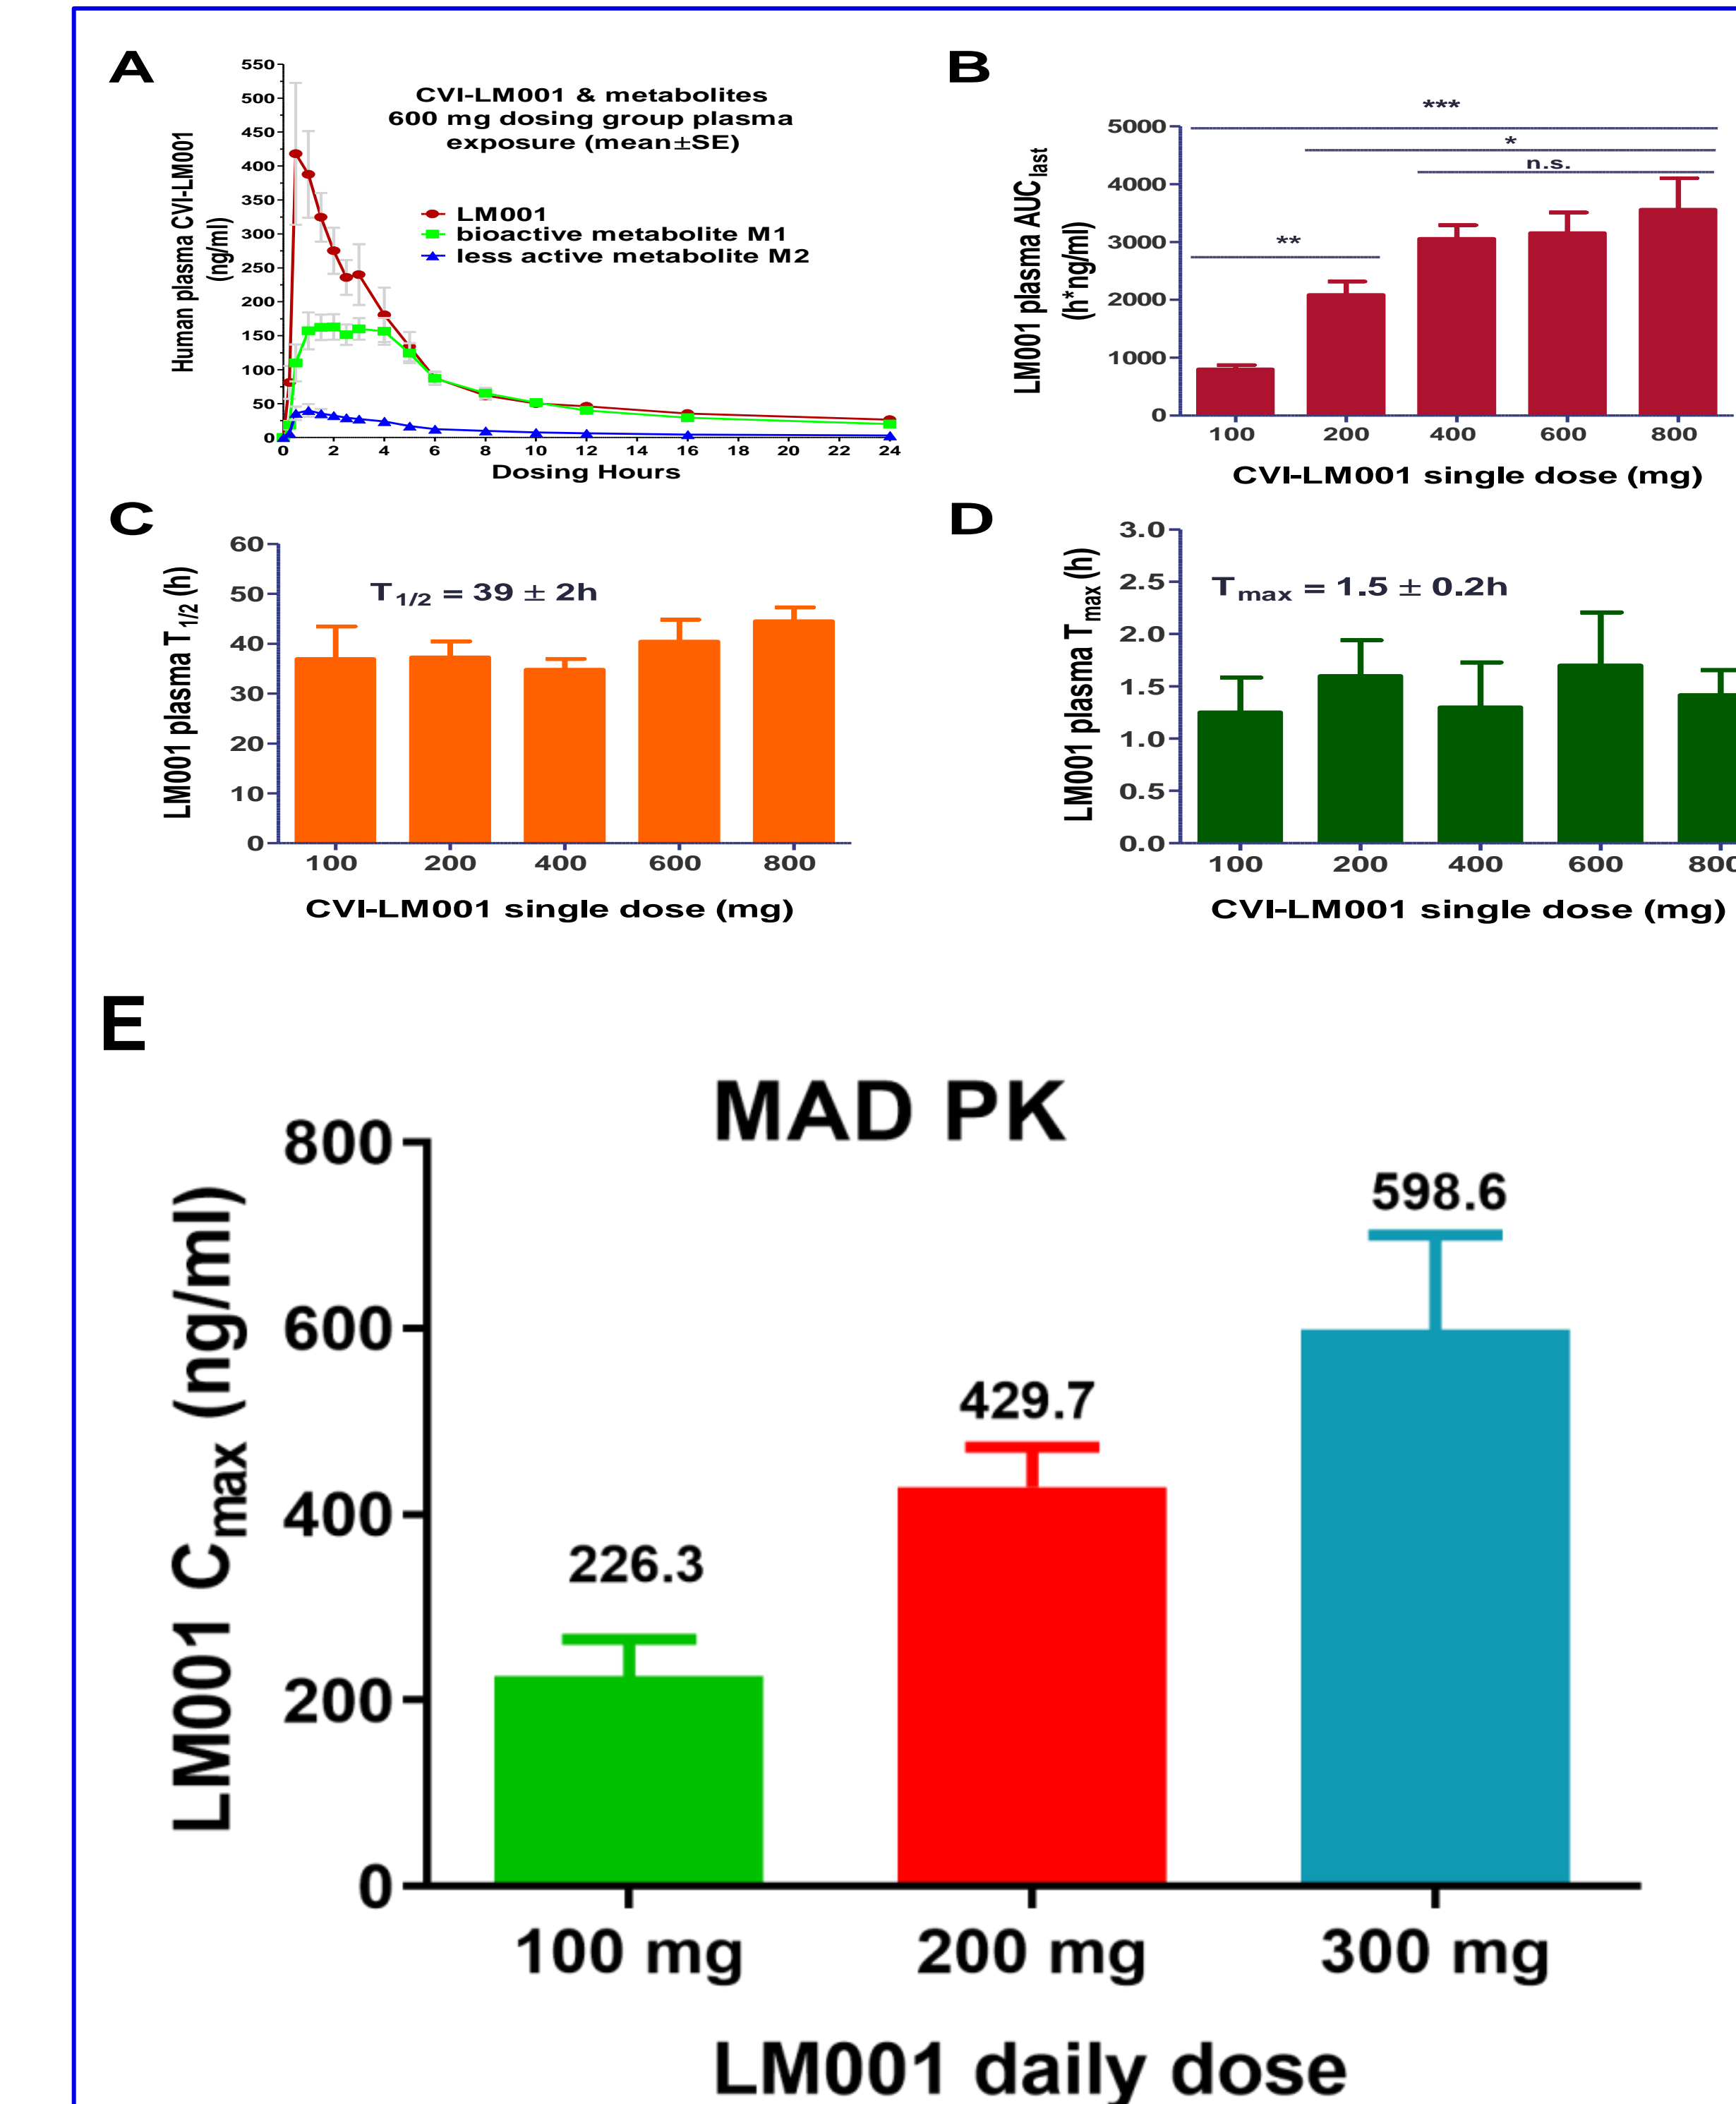 A
550
500
450
400
350
300
250
200
150
100
50
0
Human plasma CVI-LM001
(ng/ml)
CVI-LM001 & metabolites
600 mg dosing group plasma
exposure (mean±SE)
LM001
bioactive metabolite M1
less active metabolite M2
0 2 4 6 8 10 12 14 16 18 20 22 24
Dosing Hours
B
LM001 plasma AUClast
(h*ng/ml)
5000
4000
3000
2000
1000
0
***
*
n.s.
**
100 200 400 600 800
CVI-LM001 single dose (mg)
C
LM001 plasma T1/2 (h)
60
50
40
30
20
10
0
T1/2 = 39 ± 2h
100 200 400 600 800
CVI-LM001 single dose (mg)
D
LM001 plasma Tmax (h)
3.0
2.5
2.0
1.5
1.0
0.5
0.0
Tmax = 1.5 ± 0.2h
100 200 400 600 800
CVI-LM001 single dose (mg)
E
MAD PK
LM001 Cmax (ng/ml)
800
600
400
200
0
226.3
429.7
598.6
100 mg 200 mg 300 mg
LM001 daily dose